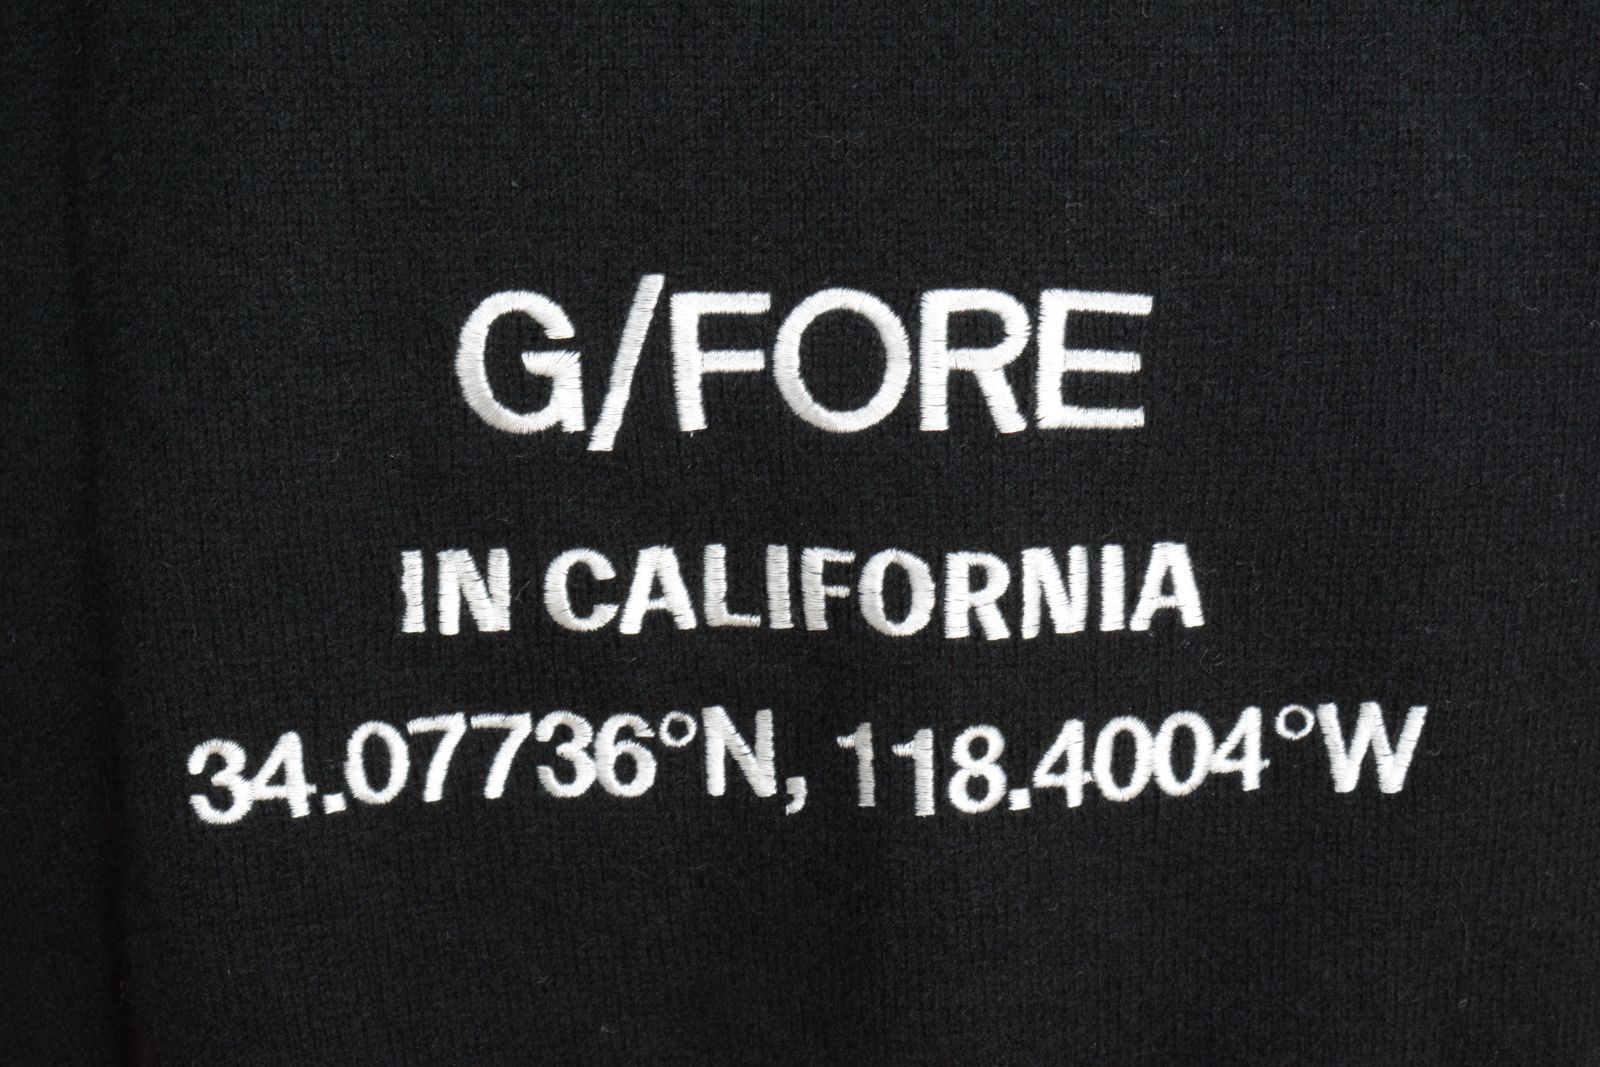 G/FORE
IN CALIFORNIA
34.07736°N, 118.4004°W